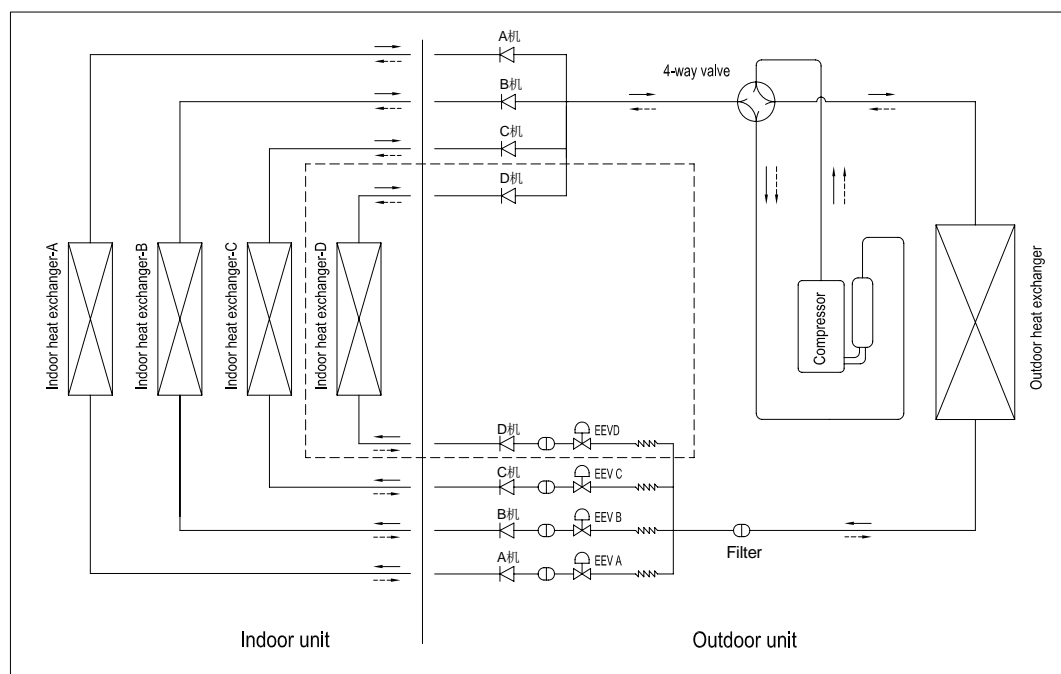 A机
4-way valve
B机
C机
D机
Indoor heat exchanger-A
Indoor heat exchanger-B
Indoor heat exchanger-C
Indoor heat exchanger-D
Compressor
Outdoor heat exchanger
D机
EEVD
C机
EEV C
B机
EEV B
Filter
A机
EEV A
Indoor unit
Outdoor unit